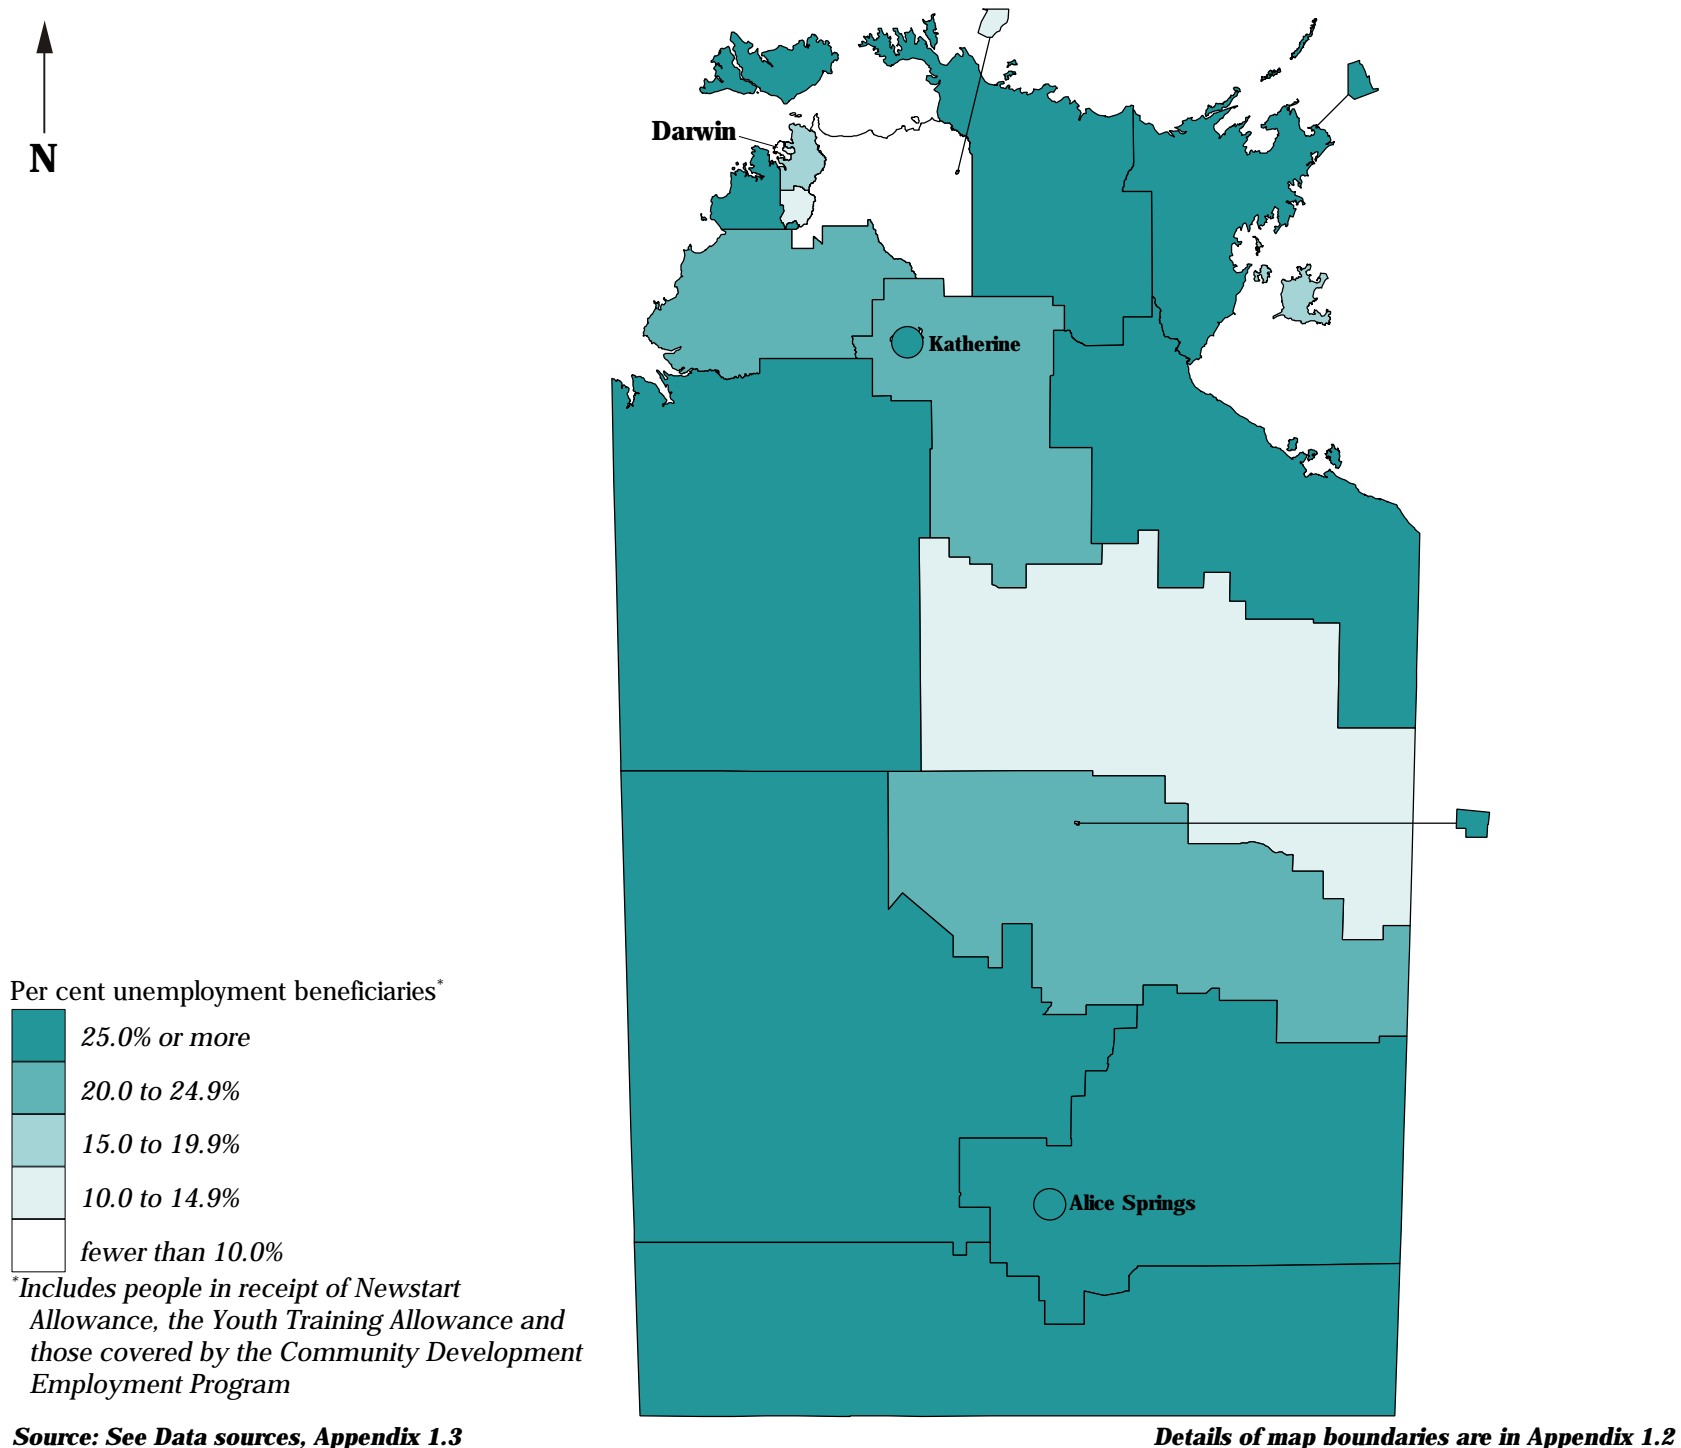 N
Darwin
Katherine
Alice Springs
Per cent unemployment beneficiaries*
25.0% or more
20.0 to 24.9%
15.0 to 19.9%
10.0 to 14.9%
fewer than 10.0%
*Includes people in receipt of Newstart
Allowance, the Youth Training Allowance and
those covered by the Community Development
Employment Program
Source: See Data sources, Appendix 1.3
Details of map boundaries are in Appendix 1.2